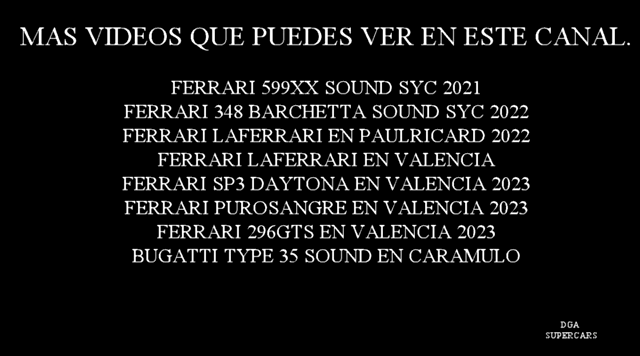 MAS VIDEOS QUE PUEDES VER EN ESTE CANAL.
FERRARI 599XX SOUND SYC 2021
FERRARI 348 BARCHETTA SOUND SYC 2022
FERRARI LAFERRARI EN PAULRICARD 2022
FERRARI LAFERRARI EN VALENCIA
FERRARI SP3 DAYTONA EN VALENCIA 2023
FERRARI PUROSANGRE EN VALENCIA 2023
FERRARI 296GTS EN VALENCIA 2023
BUGATTI TYPE 35 SOUND EN CARAMULO
DGA
SUPERCARS